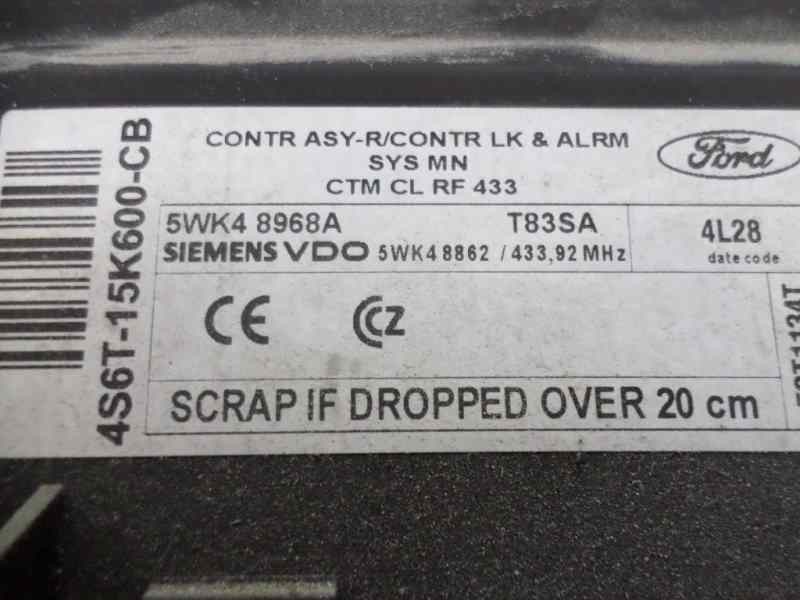 CONTR ASY-R/CONTR LK & ALRM
SYS MN
CTM CL RF 433
Ford
5WK4 8968A T83SA
SIEMENS VDO 5WK4 8862 / 433,92 MHz
4L28
date code
CE CCZ
SCRAP IF DROPPED OVER 20 cm
4S6T-15K600-CB